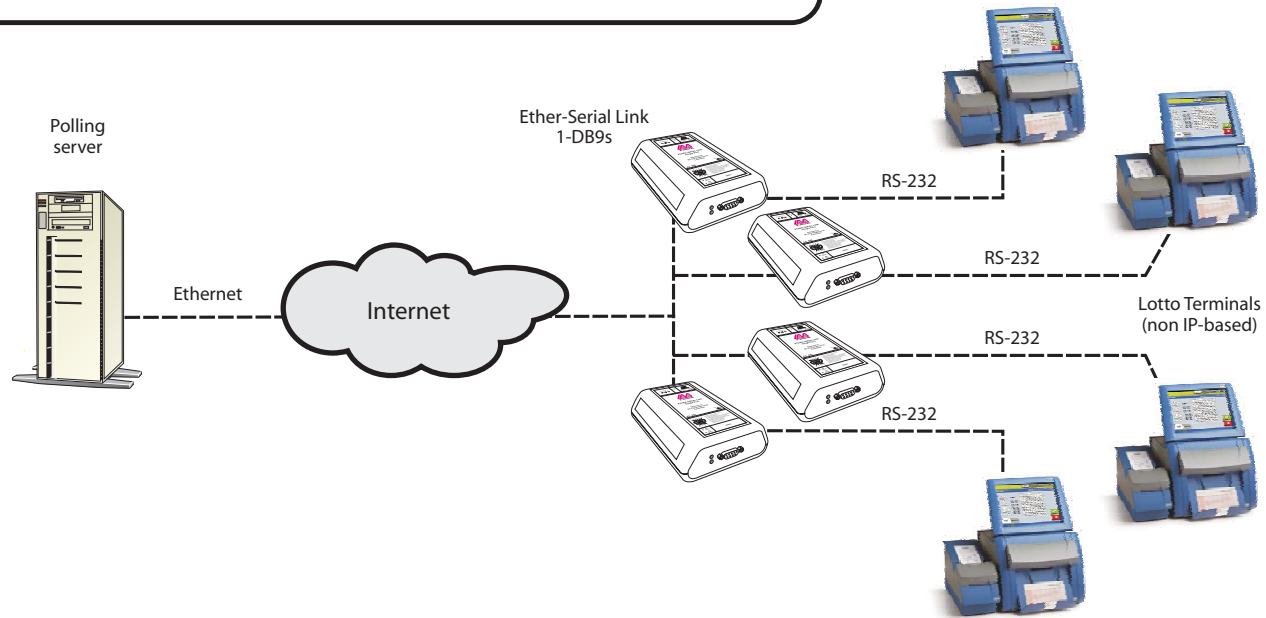 Polling
server
Ethernet
Internet
Ether-Serial Link
1-DB9s
RS-232
RS-232
RS-232
RS-232
Lotto Terminals
(non IP-based)